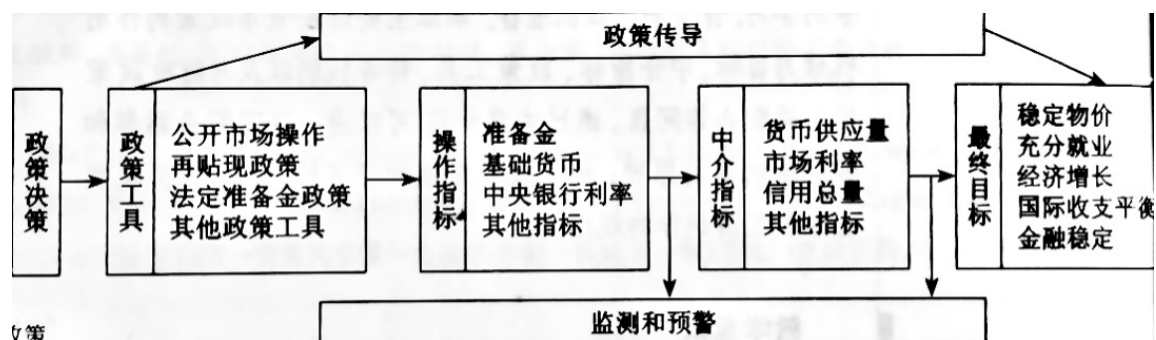 政策传导
政策决策
政策工具
公开市场操作
再贴现政策
法定准备金政策
其他政策工具
操作指标
准备金
基础货币
中央银行利率
其他指标
中介指标
货币供应量
市场利率
信用总量
其他指标
最终目标
稳定物价
充分就业
经济增长
国际收支平衡
金融稳定
监测和预警
政策